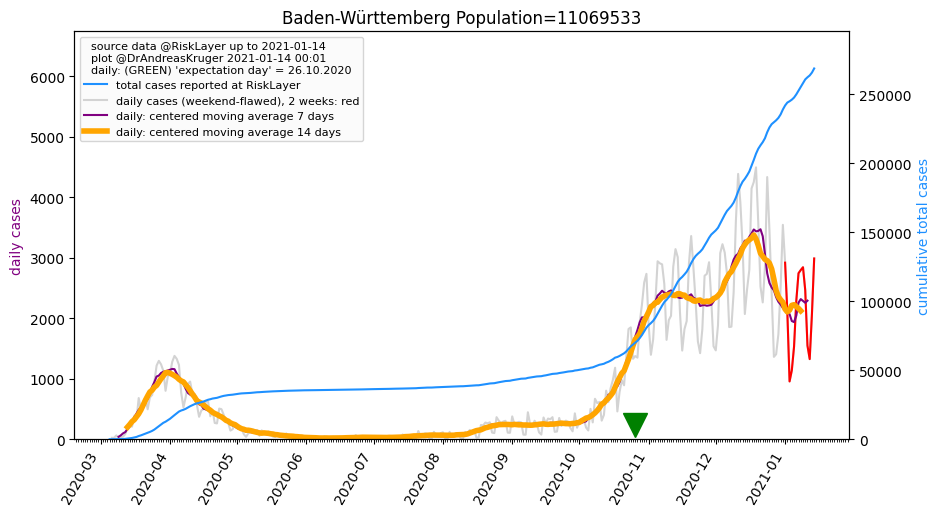 Baden-Württemberg Population=11069533
source data @RiskLayer up to 2021-01-14
plot @DrAndreasKruger 2021-01-14 00:01
daily: (GREEN) 'expectation day' = 26.10.2020
total cases reported at RiskLayer
daily cases (weekend-flawed), 2 weeks: red
daily: centered moving average 7 days
daily: centered moving average 14 days
daily cases
6000
5000
4000
3000
2000
1000
0
cumulative total cases
250000
200000
150000
100000
50000
0
2020-03
2020-04
2020-05
2020-06
2020-07
2020-08
2020-09
2020-10
2020-11
2020-12
2021-01